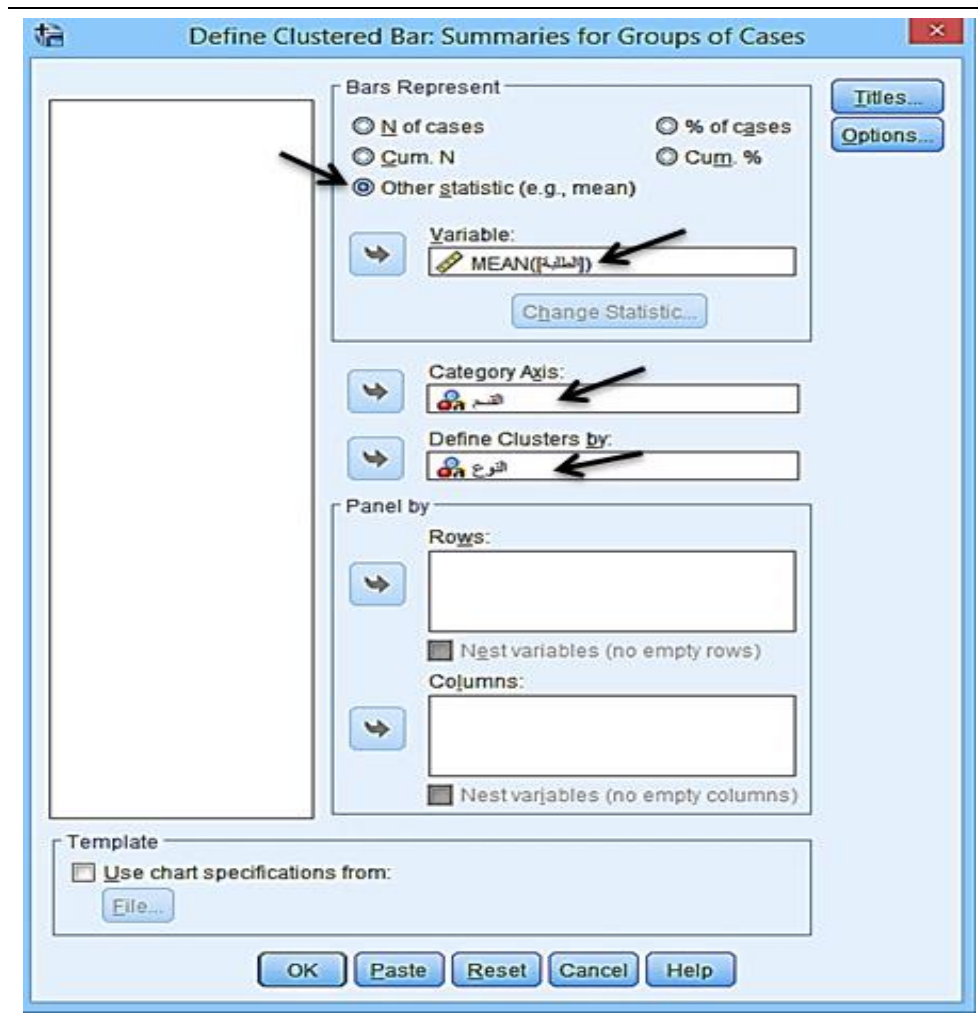 Define Clustered Bar: Summaries for Groups of Cases
Bars Represent
N of cases
% of cases
Cum. N
Cum. %
Other statistic (e.g., mean)
Variable:
MEAN([الطلبة])
Change Statistic...
Category Axis:
القسم
Define Clusters by:
النوع
Panel by
Rows:
Nest variables (no empty rows)
Columns:
Nest variables (no empty columns)
Template
Use chart specifications from:
File...
Titles...
Options...
OK
Paste
Reset
Cancel
Help